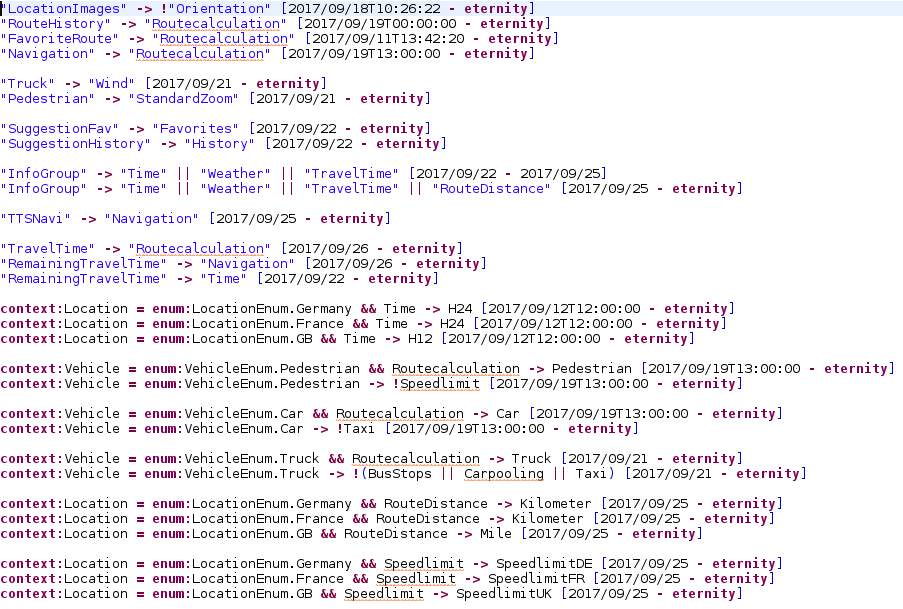 "LocationImages" -> !"Orientation" [2017/09/18T10:26:22 - eternity]
"RouteHistory" -> "Routecalculation" [2017/09/19T00:00:00 - eternity]
"FavoriteRoute" -> "Routecalculation" [2017/09/11T13:42:20 - eternity]
"Navigation" -> "Routecalculation" [2017/09/19T13:00:00 - eternity]
"Truck" -> "Wind" [2017/09/21 - eternity]
"Pedestrian" -> "StandardZoom" [2017/09/21 - eternity]
"SuggestionFav" -> "Favorites" [2017/09/22 - eternity]
"SuggestionHistory" -> "History" [2017/09/22 - eternity]
"InfoGroup" -> "Time" || "Weather" || "TravelTime" [2017/09/22 - 2017/09/25]
"InfoGroup" -> "Time" || "Weather" || "TravelTime" || "RouteDistance" [2017/09/25 - eternity]
"TTSNavi" -> "Navigation" [2017/09/25 - eternity]
"TravelTime" -> "Routecalculation" [2017/09/26 - eternity]
"RemainingTravelTime" -> "Navigation" [2017/09/26 - eternity]
"RemainingTravelTime" -> "Time" [2017/09/22 - eternity]
context:Location = enum:LocationEnum.Germany && Time -> H24 [2017/09/12T12:00:00 - eternity]
context:Location = enum:LocationEnum.France && Time -> H24 [2017/09/12T12:00:00 - eternity]
context:Location = enum:LocationEnum.GB && Time -> H12 [2017/09/12T12:00:00 - eternity]
context:Vehicle = enum:VehicleEnum.Pedestrian && Routecalculation -> Pedestrian [2017/09/19T13:00:00 - eternity]
context:Vehicle = enum:VehicleEnum.Pedestrian -> !Speedlimit [2017/09/19T13:00:00 - eternity]
context:Vehicle = enum:VehicleEnum.Car && Routecalculation -> Car [2017/09/19T13:00:00 - eternity]
context:Vehicle = enum:VehicleEnum.Car -> !Taxi [2017/09/19T13:00:00 - eternity]
context:Vehicle = enum:VehicleEnum.Truck && Routecalculation -> Truck [2017/09/21 - eternity]
context:Vehicle = enum:VehicleEnum.Truck -> !(BusStops || Carpooling || Taxi) [2017/09/21 - eternity]
context:Location = enum:LocationEnum.Germany && RouteDistance -> Kilometer [2017/09/25 - eternity]
context:Location = enum:LocationEnum.France && RouteDistance -> Kilometer [2017/09/25 - eternity]
context:Location = enum:LocationEnum.GB && RouteDistance -> Mile [2017/09/25 - eternity]
context:Location = enum:LocationEnum.Germany && Speedlimit -> SpeedlimitDE [2017/09/25 - eternity]
context:Location = enum:LocationEnum.France && Speedlimit -> SpeedlimitFR [2017/09/25 - eternity]
context:Location = enum:LocationEnum.GB && Speedlimit -> SpeedlimitUK [2017/09/25 - eternity]